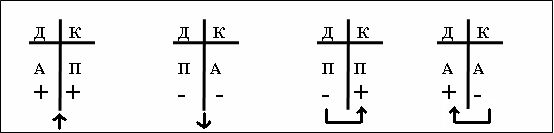 Д К Д К Д К Д К
А П П А П П А А
+ + - - - + + -